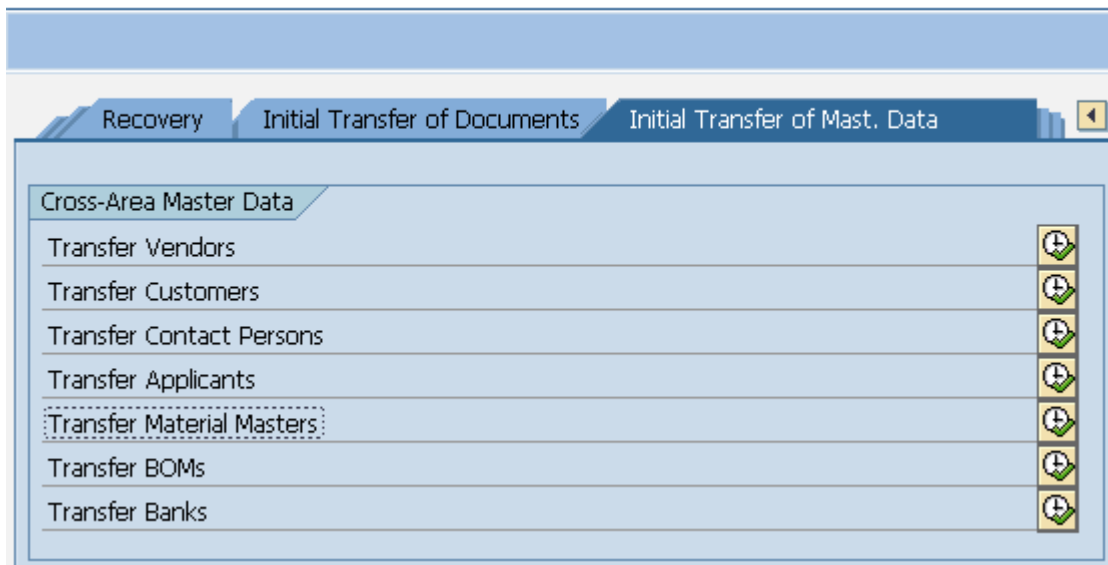 Recovery Initial Transfer of Documents Initial Transfer of Mast. Data
Cross-Area Master Data
Transfer Vendors
Transfer Customers
Transfer Contact Persons
Transfer Applicants
Transfer Material Masters
Transfer BOMs
Transfer Banks